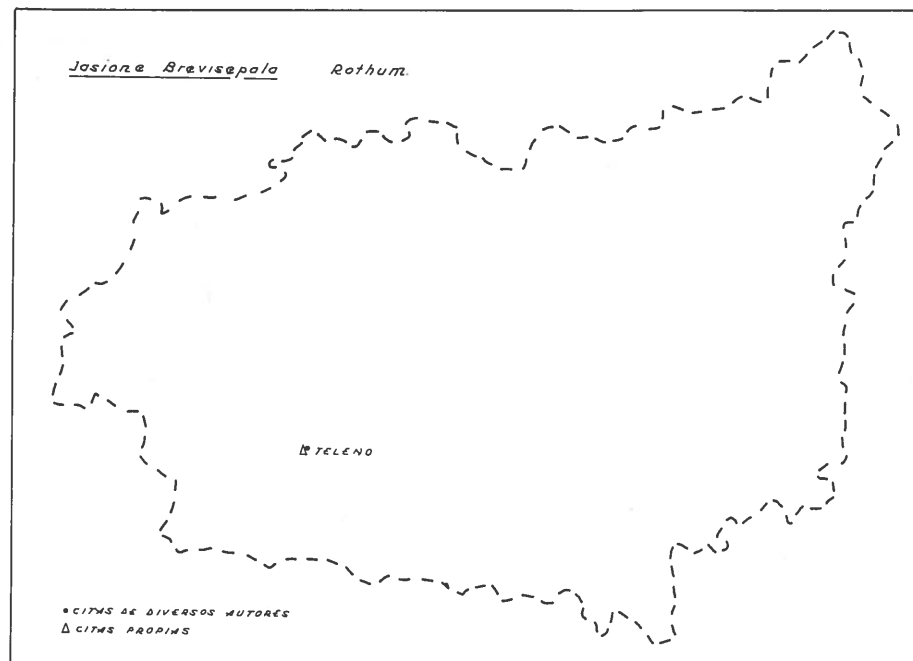 Jasione Brevisepala Rothum.
TELENO
CITAS DE DIVERSOS AUTORES
CITAS PROPIAS